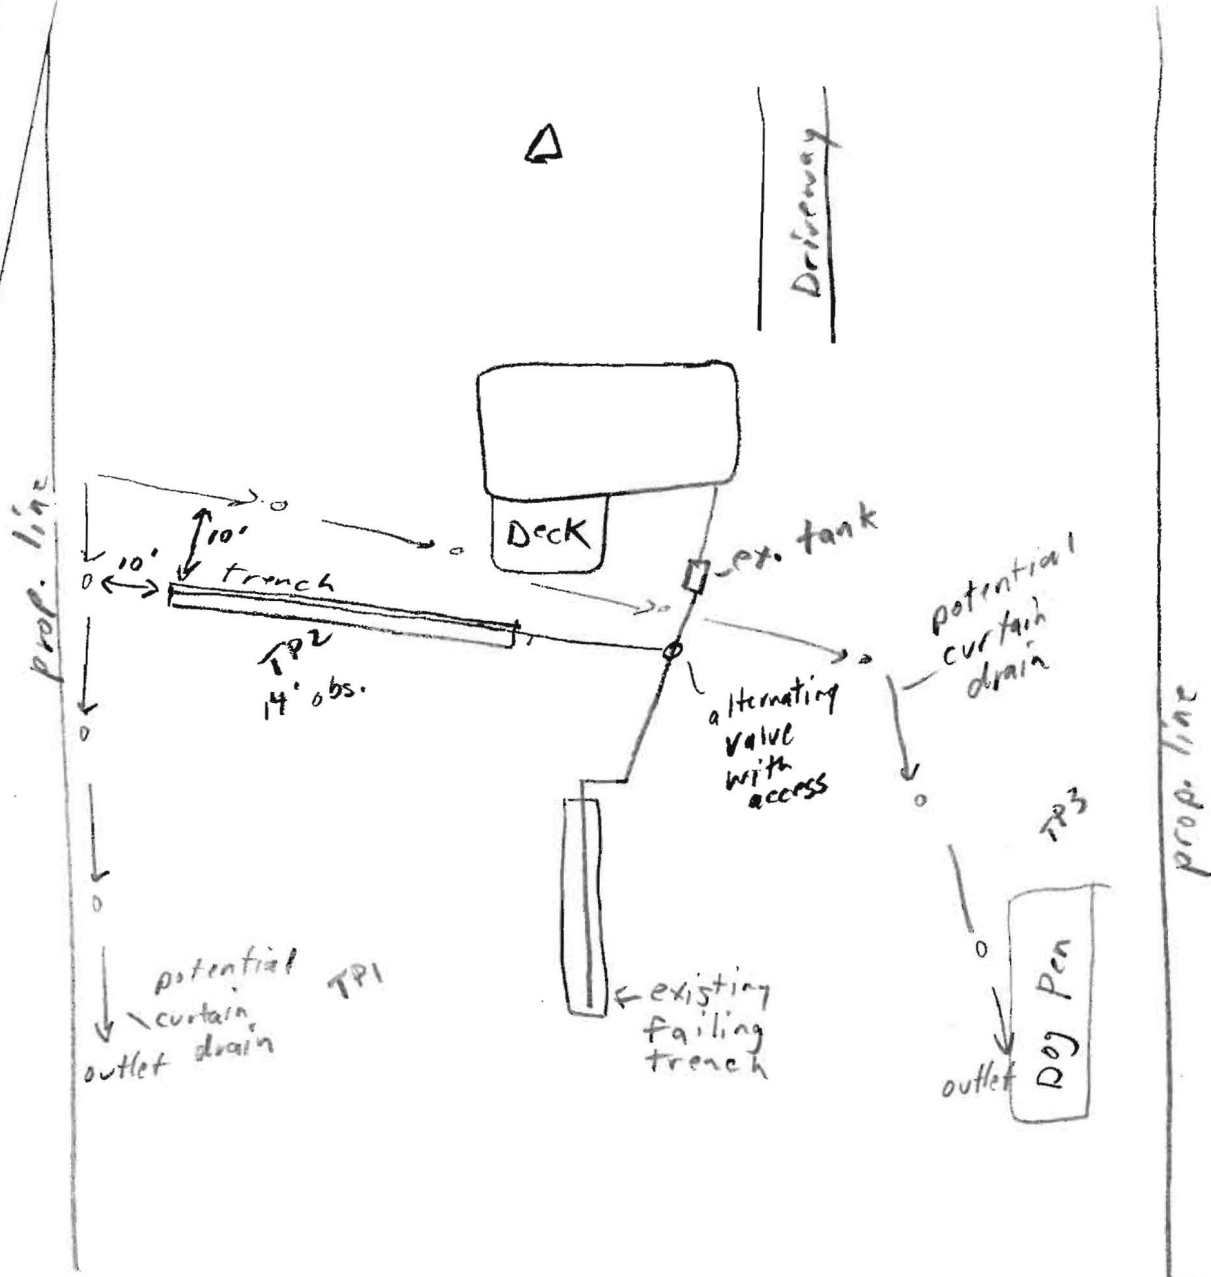 Driveway
prop. line
10'
10'
trench
Deck
ex. tank
TP2
14' obs.
potential
curtain
drain
alternating
valve
with
access
prop. line
TP3
potential
curtain
drain
outlet
TP1
existing
failing
trench
outlet
Dog Pen